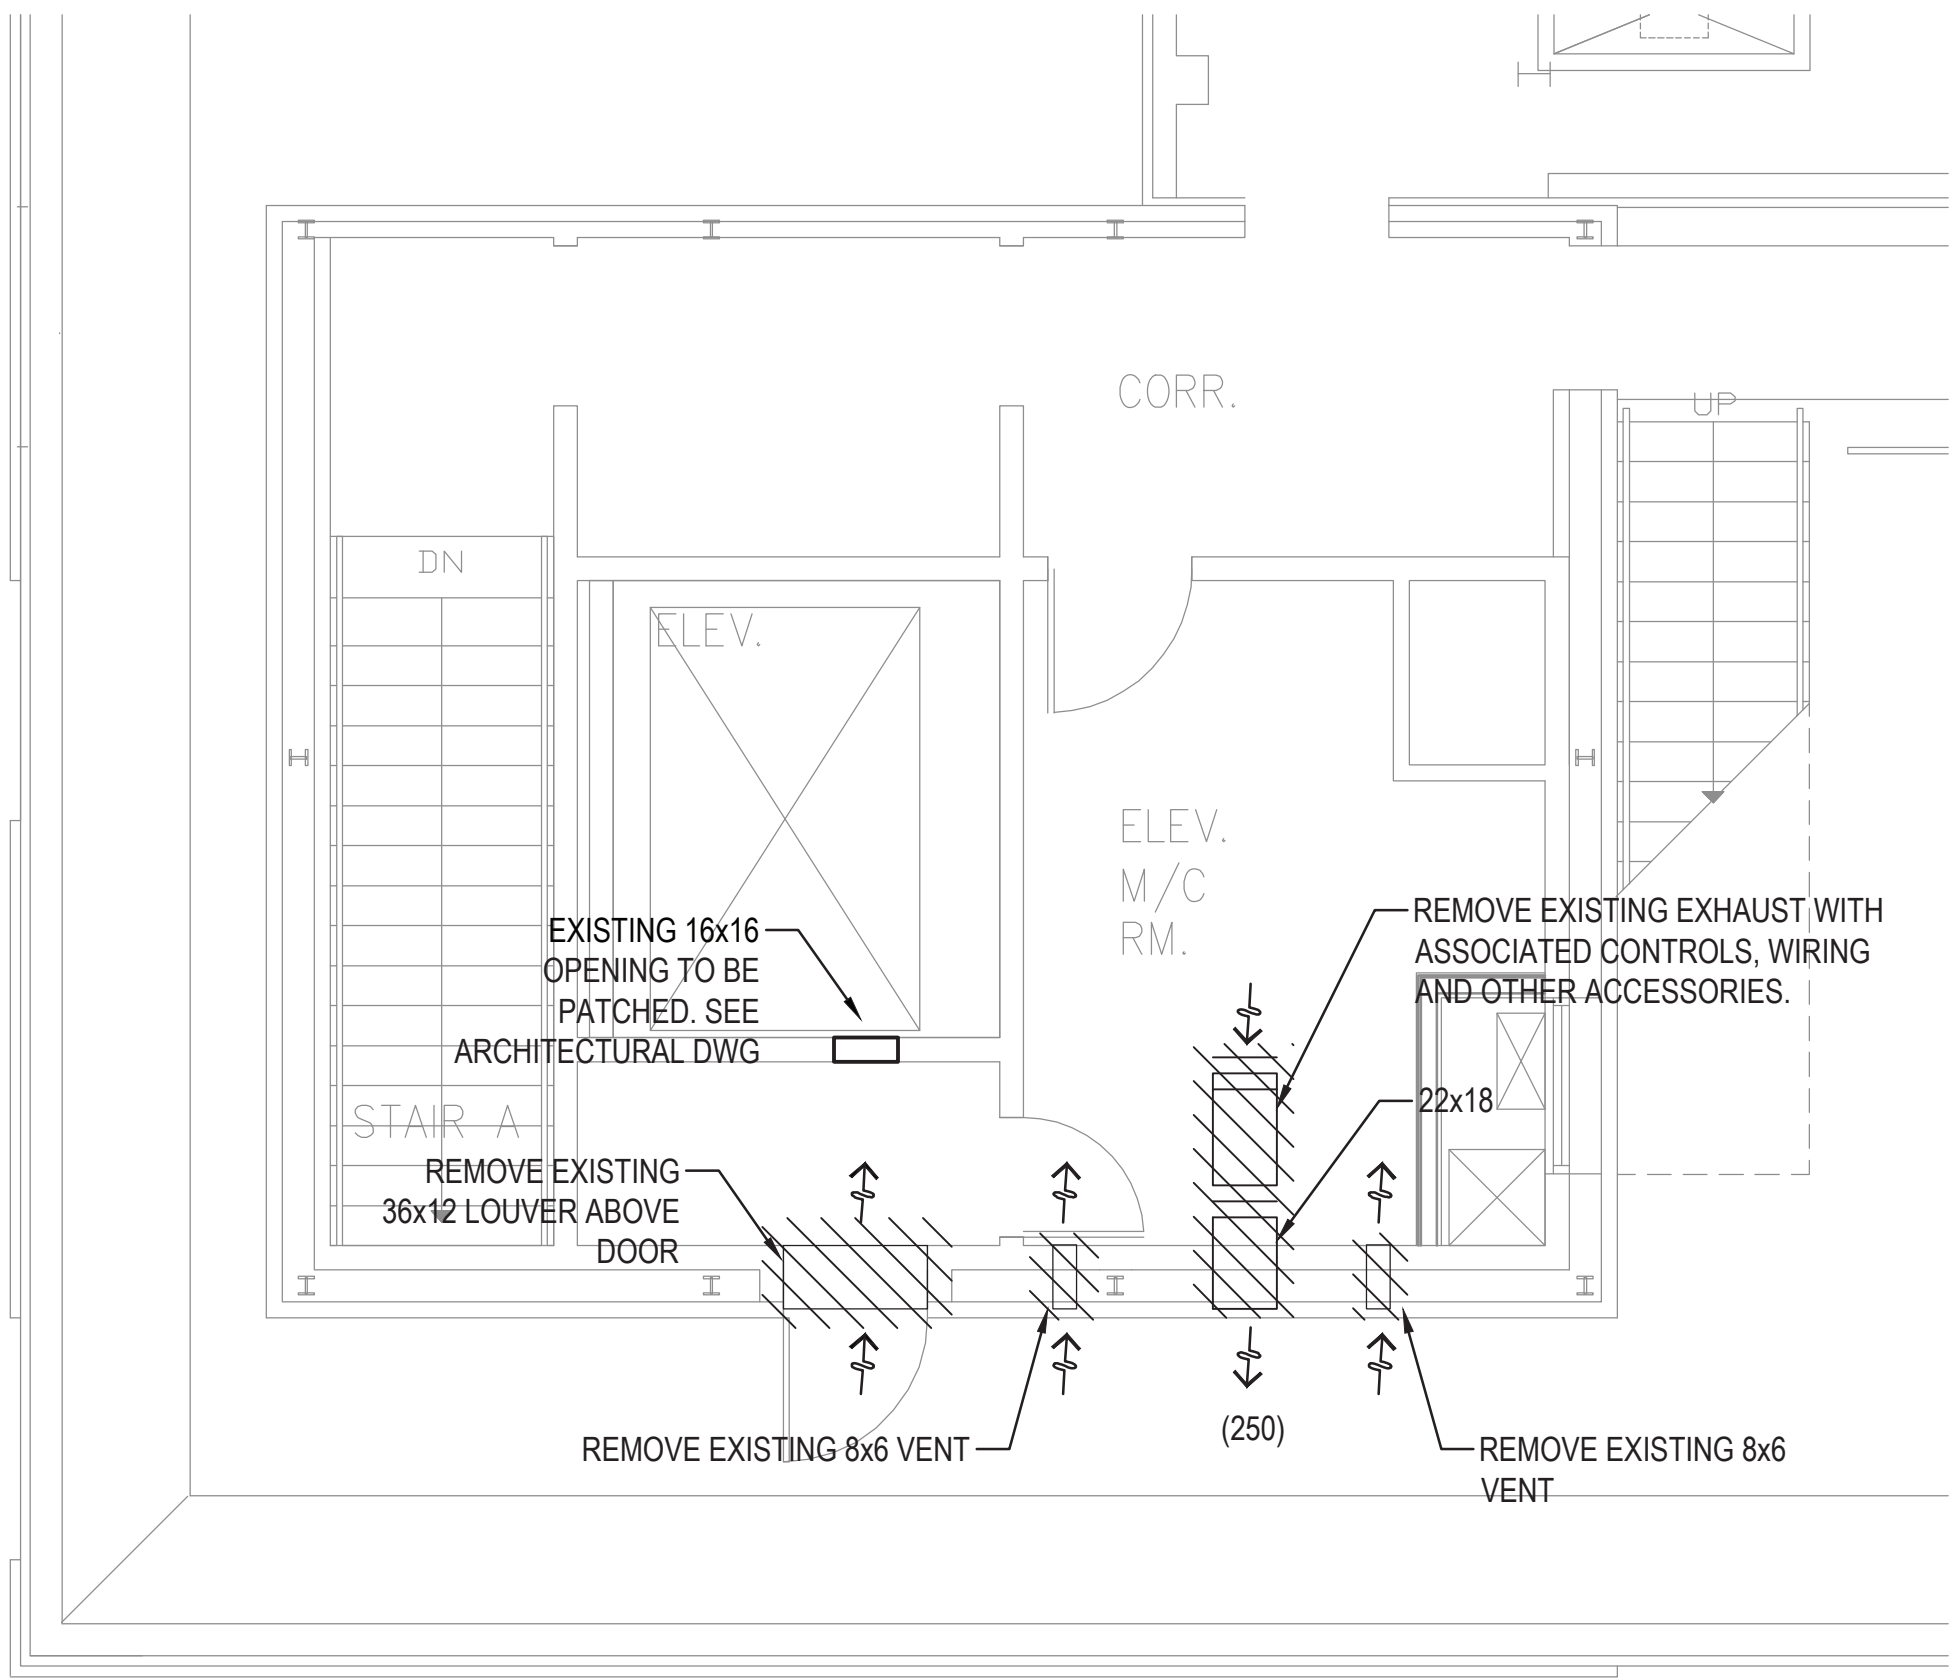 CORR.
UP
DN
ELEV.
ELEV.
M/C
RM.
EXISTING 16x16
OPENING TO BE
PATCHED. SEE
ARCHITECTURAL DWG
REMOVE EXISTING EXHAUST WITH
ASSOCIATED CONTROLS, WIRING
AND OTHER ACCESSORIES.
22x18
STAIR A
REMOVE EXISTING
36x12 LOUVER ABOVE
DOOR
(250)
REMOVE EXISTING 8x6 VENT
REMOVE EXISTING 8x6
VENT